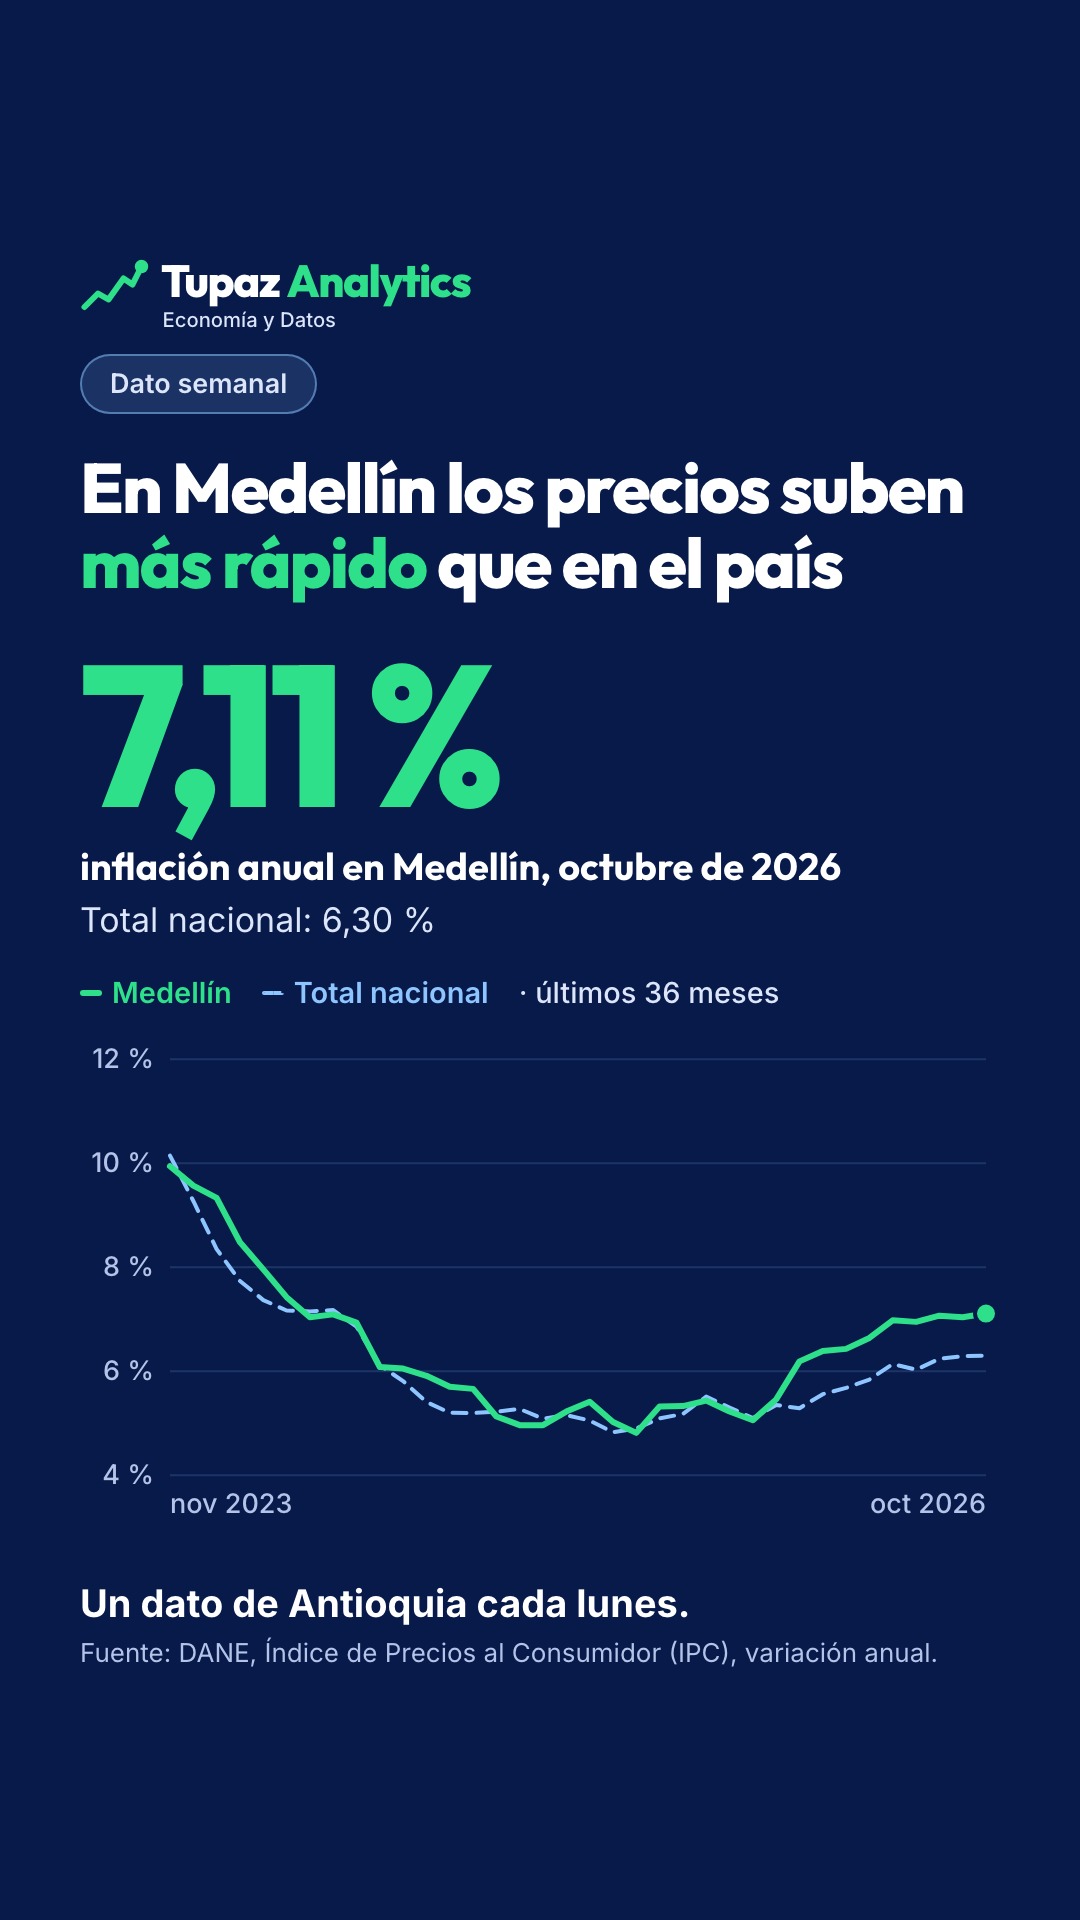 Tupaz Analytics
Economía y Datos
Dato semanal
En Medellín los precios suben
más rápido que en el país
7,11 %
inflación anual en Medellín, octubre de 2026
Total nacional: 6,30 %
Medellín Total nacional · últimos 36 meses
12 %
10 %
8 %
6 %
4 %
nov 2023 oct 2026
Un dato de Antioquia cada lunes.
Fuente: DANE, Índice de Precios al Consumidor (IPC), variación anual.